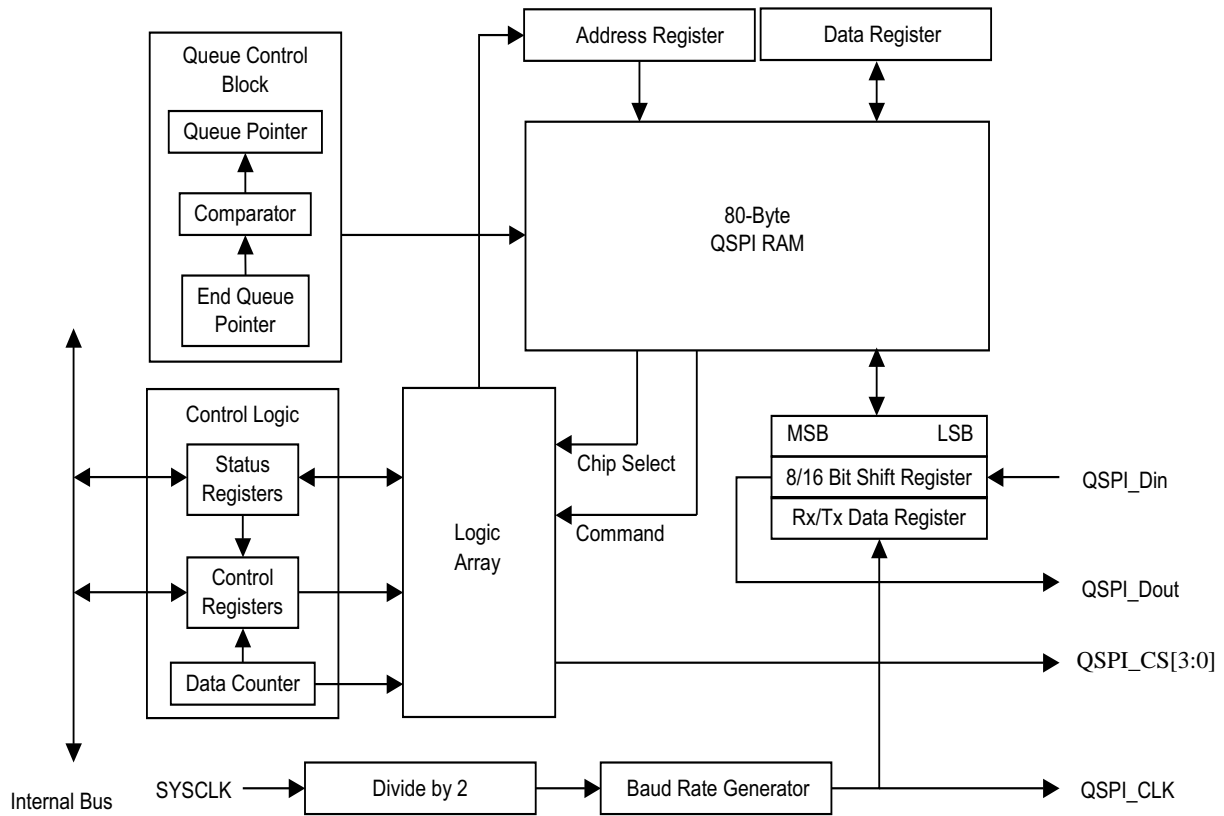 Address Register
Data Register
Queue Control
Block
Queue Pointer
Comparator
End Queue
Pointer
80-Byte
QSPI RAM
Control Logic
Status
Registers
Control
Registers
Data Counter
Logic
Array
Chip Select
Command
MSB LSB
8/16 Bit Shift Register
Rx/Tx Data Register
QSPI_Din
QSPI_Dout
QSPI_CS[3:0]
Internal Bus
SYSCLK
Divide by 2
Baud Rate Generator
QSPI_CLK